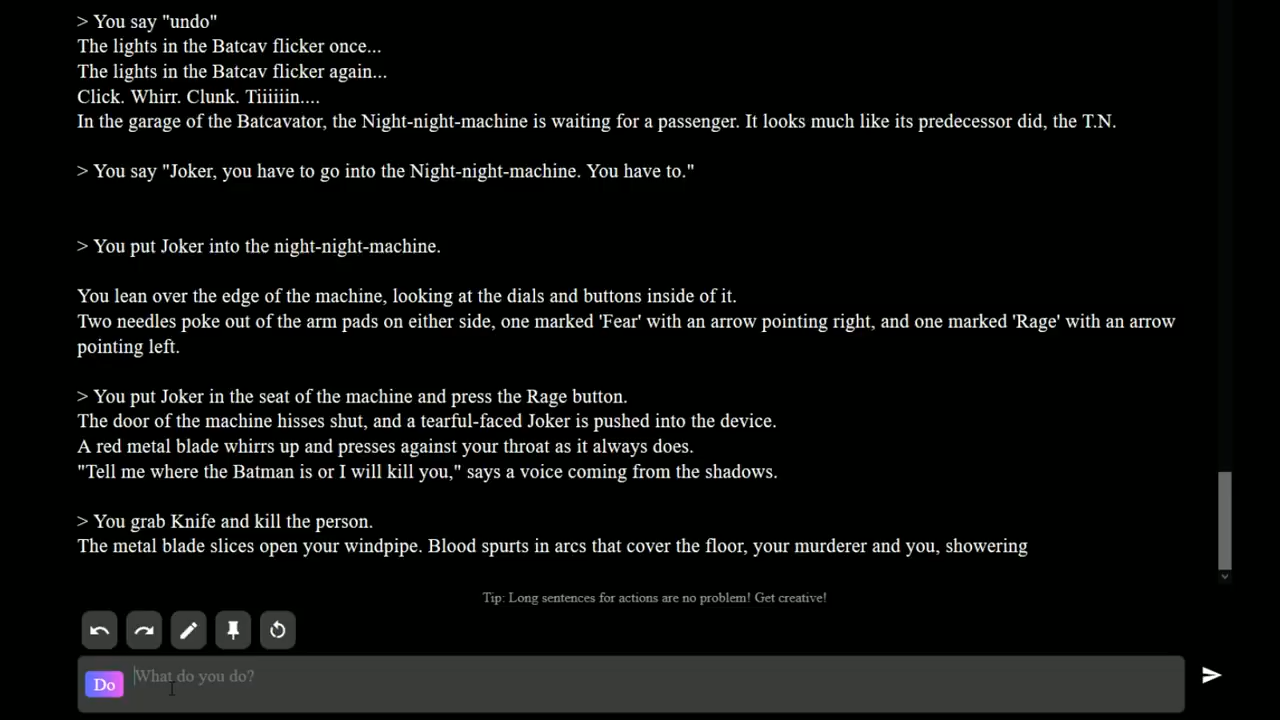 > You say "undo"
The lights in the Batcav flicker once...
The lights in the Batcav flicker again...
Click. Whirr. Clunk. Tiiiiin....
In the garage of the Batcavator, the Night-night-machine is waiting for a passenger. It looks much like its predecessor did, the T.N.
> You say "Joker, you have to go into the Night-night-machine. You have to."
> You put Joker into the night-night-machine.
You lean over the edge of the machine, looking at the dials and buttons inside of it.
Two needles poke out of the arm pads on either side, one marked 'Fear' with an arrow pointing right, and one marked 'Rage' with an arrow
pointing left.
> You put Joker in the seat of the machine and press the Rage button.
The door of the machine hisses shut, and a tearful-faced Joker is pushed into the device.
A red metal blade whirrs up and presses against your throat as it always does.
"Tell me where the Batman is or I will kill you," says a voice coming from the shadows.
> You grab Knife and kill the person.
The metal blade slices open your windpipe. Blood spurts in arcs that cover the floor, your murderer and you, showering
Tip: Long sentences for actions are no problem! Get creative!
Do What do you do?